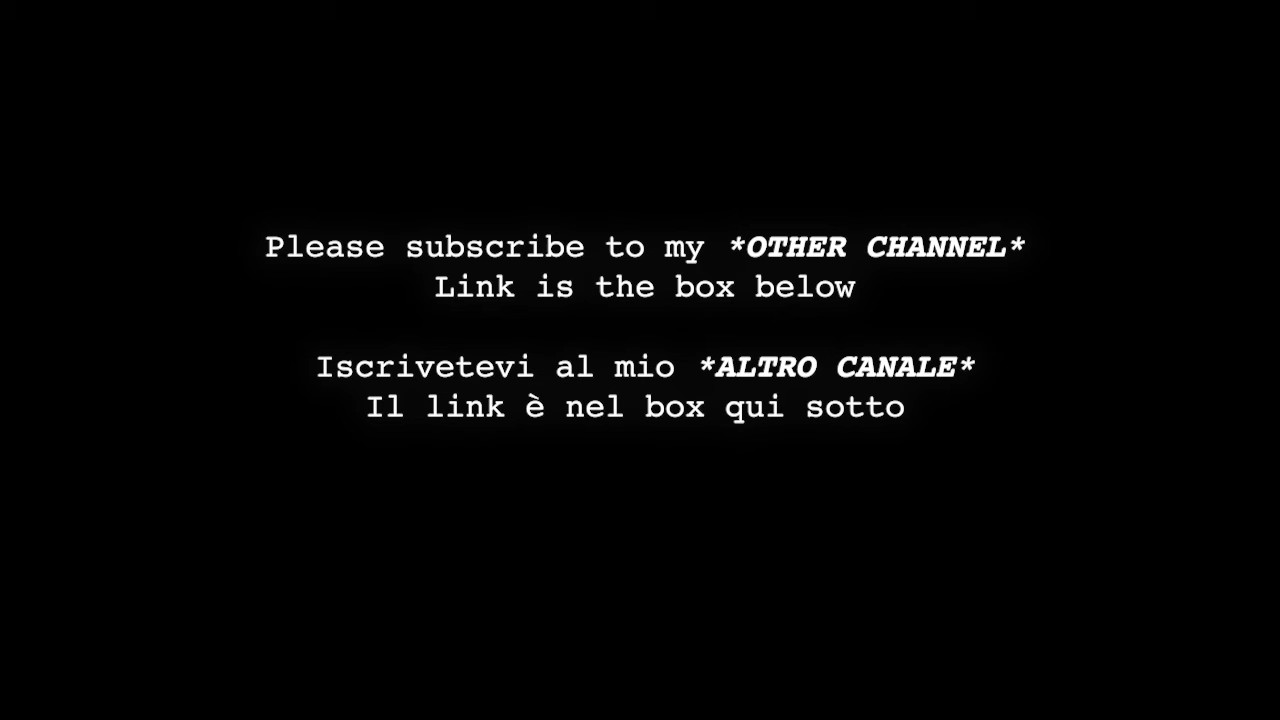 Please subscribe to my *OTHER CHANNEL*
Link is the box below
Iscrivetevi al mio *ALTRO CANALE*
Il link è nel box qui sotto